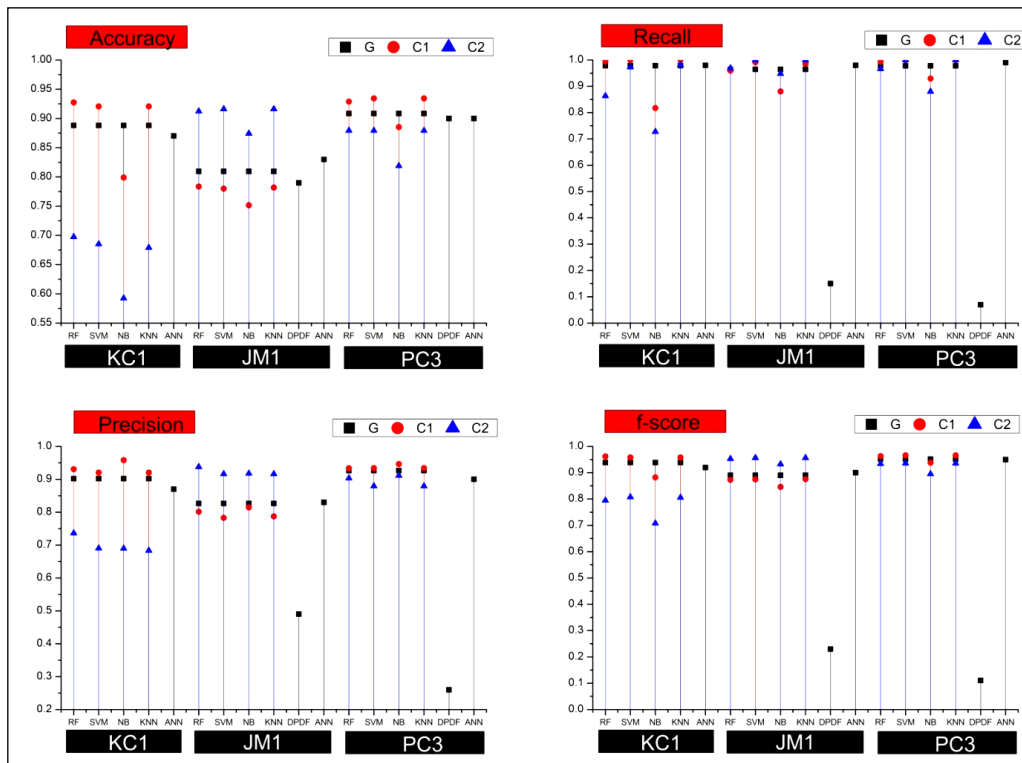 Accuracy
G C1 C2
1.00
0.95
0.90
0.85
0.80
0.75
0.70
0.65
0.60
0.55
RF SVM NB KNN ANN RF SVM NB KNN DPDF ANN RF SVM NB KNN DPDF ANN
KC1 JM1 PC3
Recall
G C1 C2
1.0
0.9
0.8
0.7
0.6
0.5
0.4
0.3
0.2
0.1
0.0
RF SVM NB KNN ANN RF SVM NB KNN DPDF ANN RF SVM NB KNN DPDF ANN
KC1 JM1 PC3
Precision
G C1 C2
1.0
0.9
0.8
0.7
0.6
0.5
0.4
0.3
0.2
RF SVM NB KNN ANN RF SVM NB KNN DPDF ANN RF SVM NB KNN DPDF ANN
KC1 JM1 PC3
f-score
G C1 C2
1.0
0.9
0.8
0.7
0.6
0.5
0.4
0.3
0.2
0.1
0.0
RF SVM NB KNN ANN RF SVM NB KNN DPDF ANN RF SVM NB KNN DPDF ANN
KC1 JM1 PC3